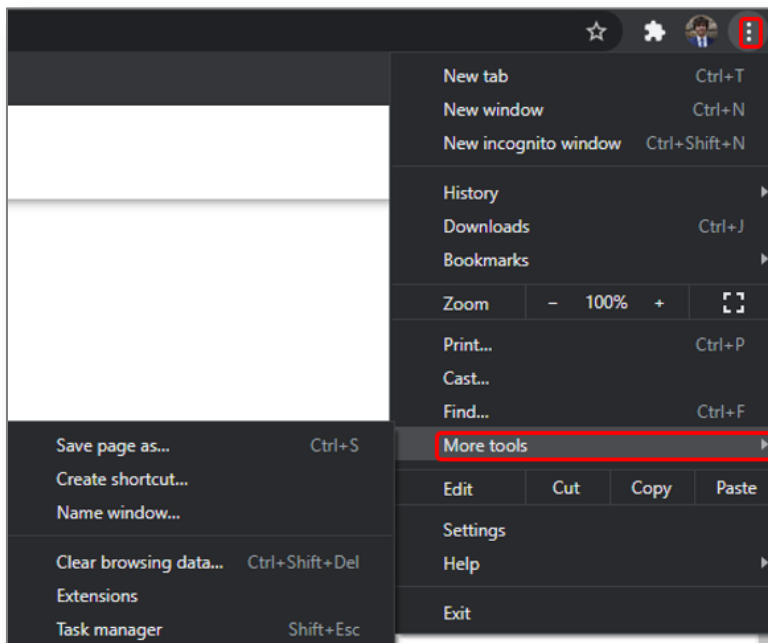 New tab Ctrl+T
New window Ctrl+N
New incognito window Ctrl+Shift+N
History
Downloads Ctrl+J
Bookmarks
Zoom - 100% +
Print... Ctrl+P
Cast...
Find... Ctrl+F
More tools
Edit Cut Copy Paste
Settings
Help
Exit
Save page as... Ctrl+S
Create shortcut...
Name window...
Clear browsing data... Ctrl+Shift+Del
Extensions
Task manager Shift+Esc